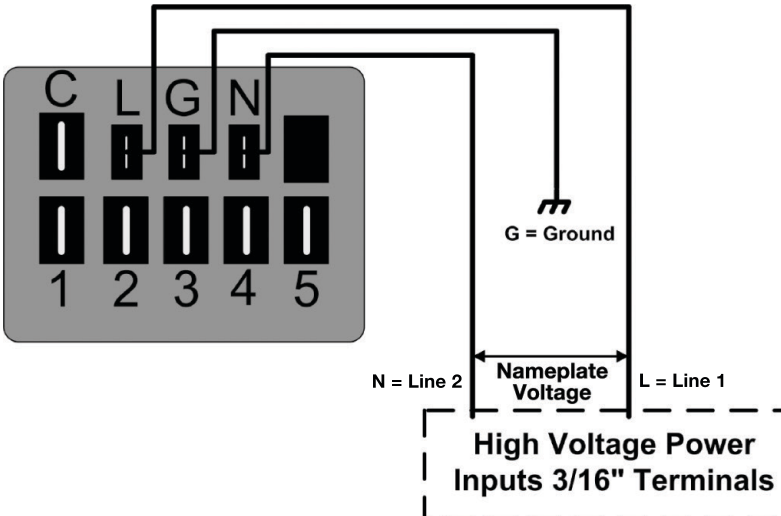 C L G N
1 2 3 4 5
G = Ground
N = Line 2
Nameplate
Voltage
L = Line 1
High Voltage Power
Inputs 3/16" Terminals